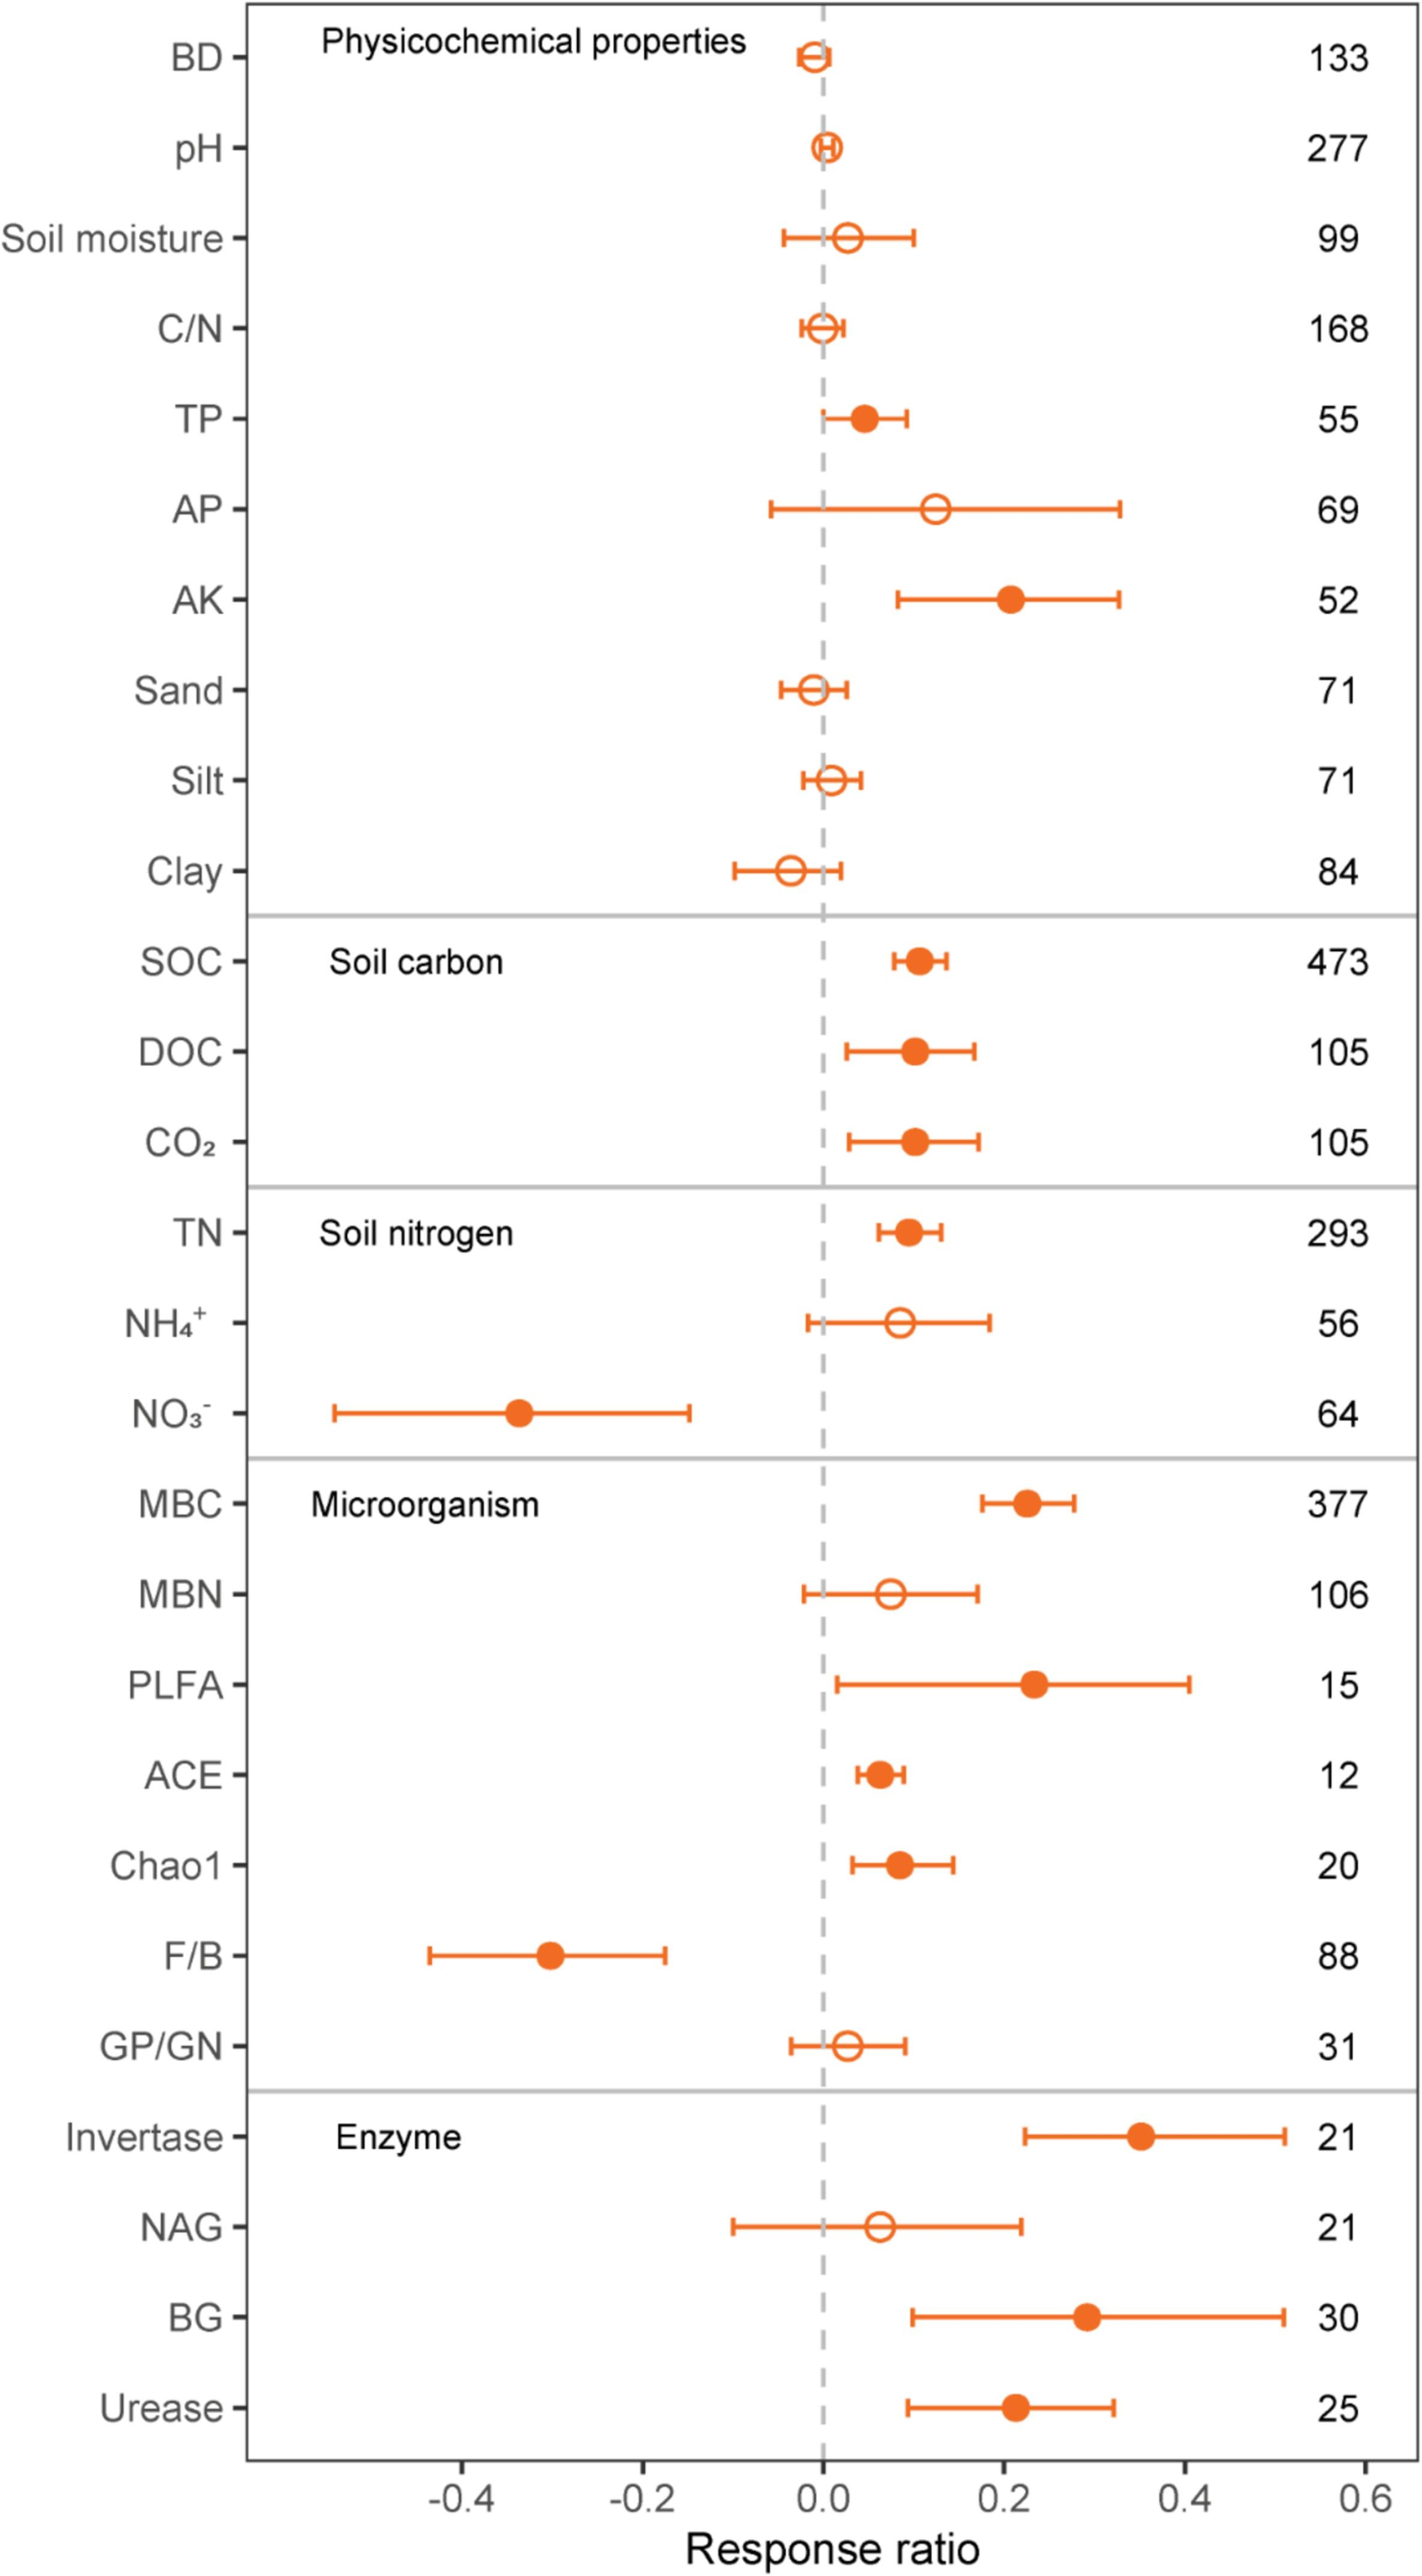 Physicochemical properties
BD 133
pH 277
Soil moisture 99
C/N 168
TP 55
AP 69
AK 52
Sand 71
Silt 71
Clay 84
SOC Soil carbon 473
DOC 105
CO₂ 105
TN Soil nitrogen 293
NH₄⁺ 56
NO₃⁻ 64
MBC Microorganism 377
MBN 106
PLFA 15
ACE 12
Chao1 20
F/B 88
GP/GN 31
Invertase Enzyme 21
NAG 21
BG 30
Urease 25
-0.4 -0.2 0.0 0.2 0.4 0.6
Response ratio